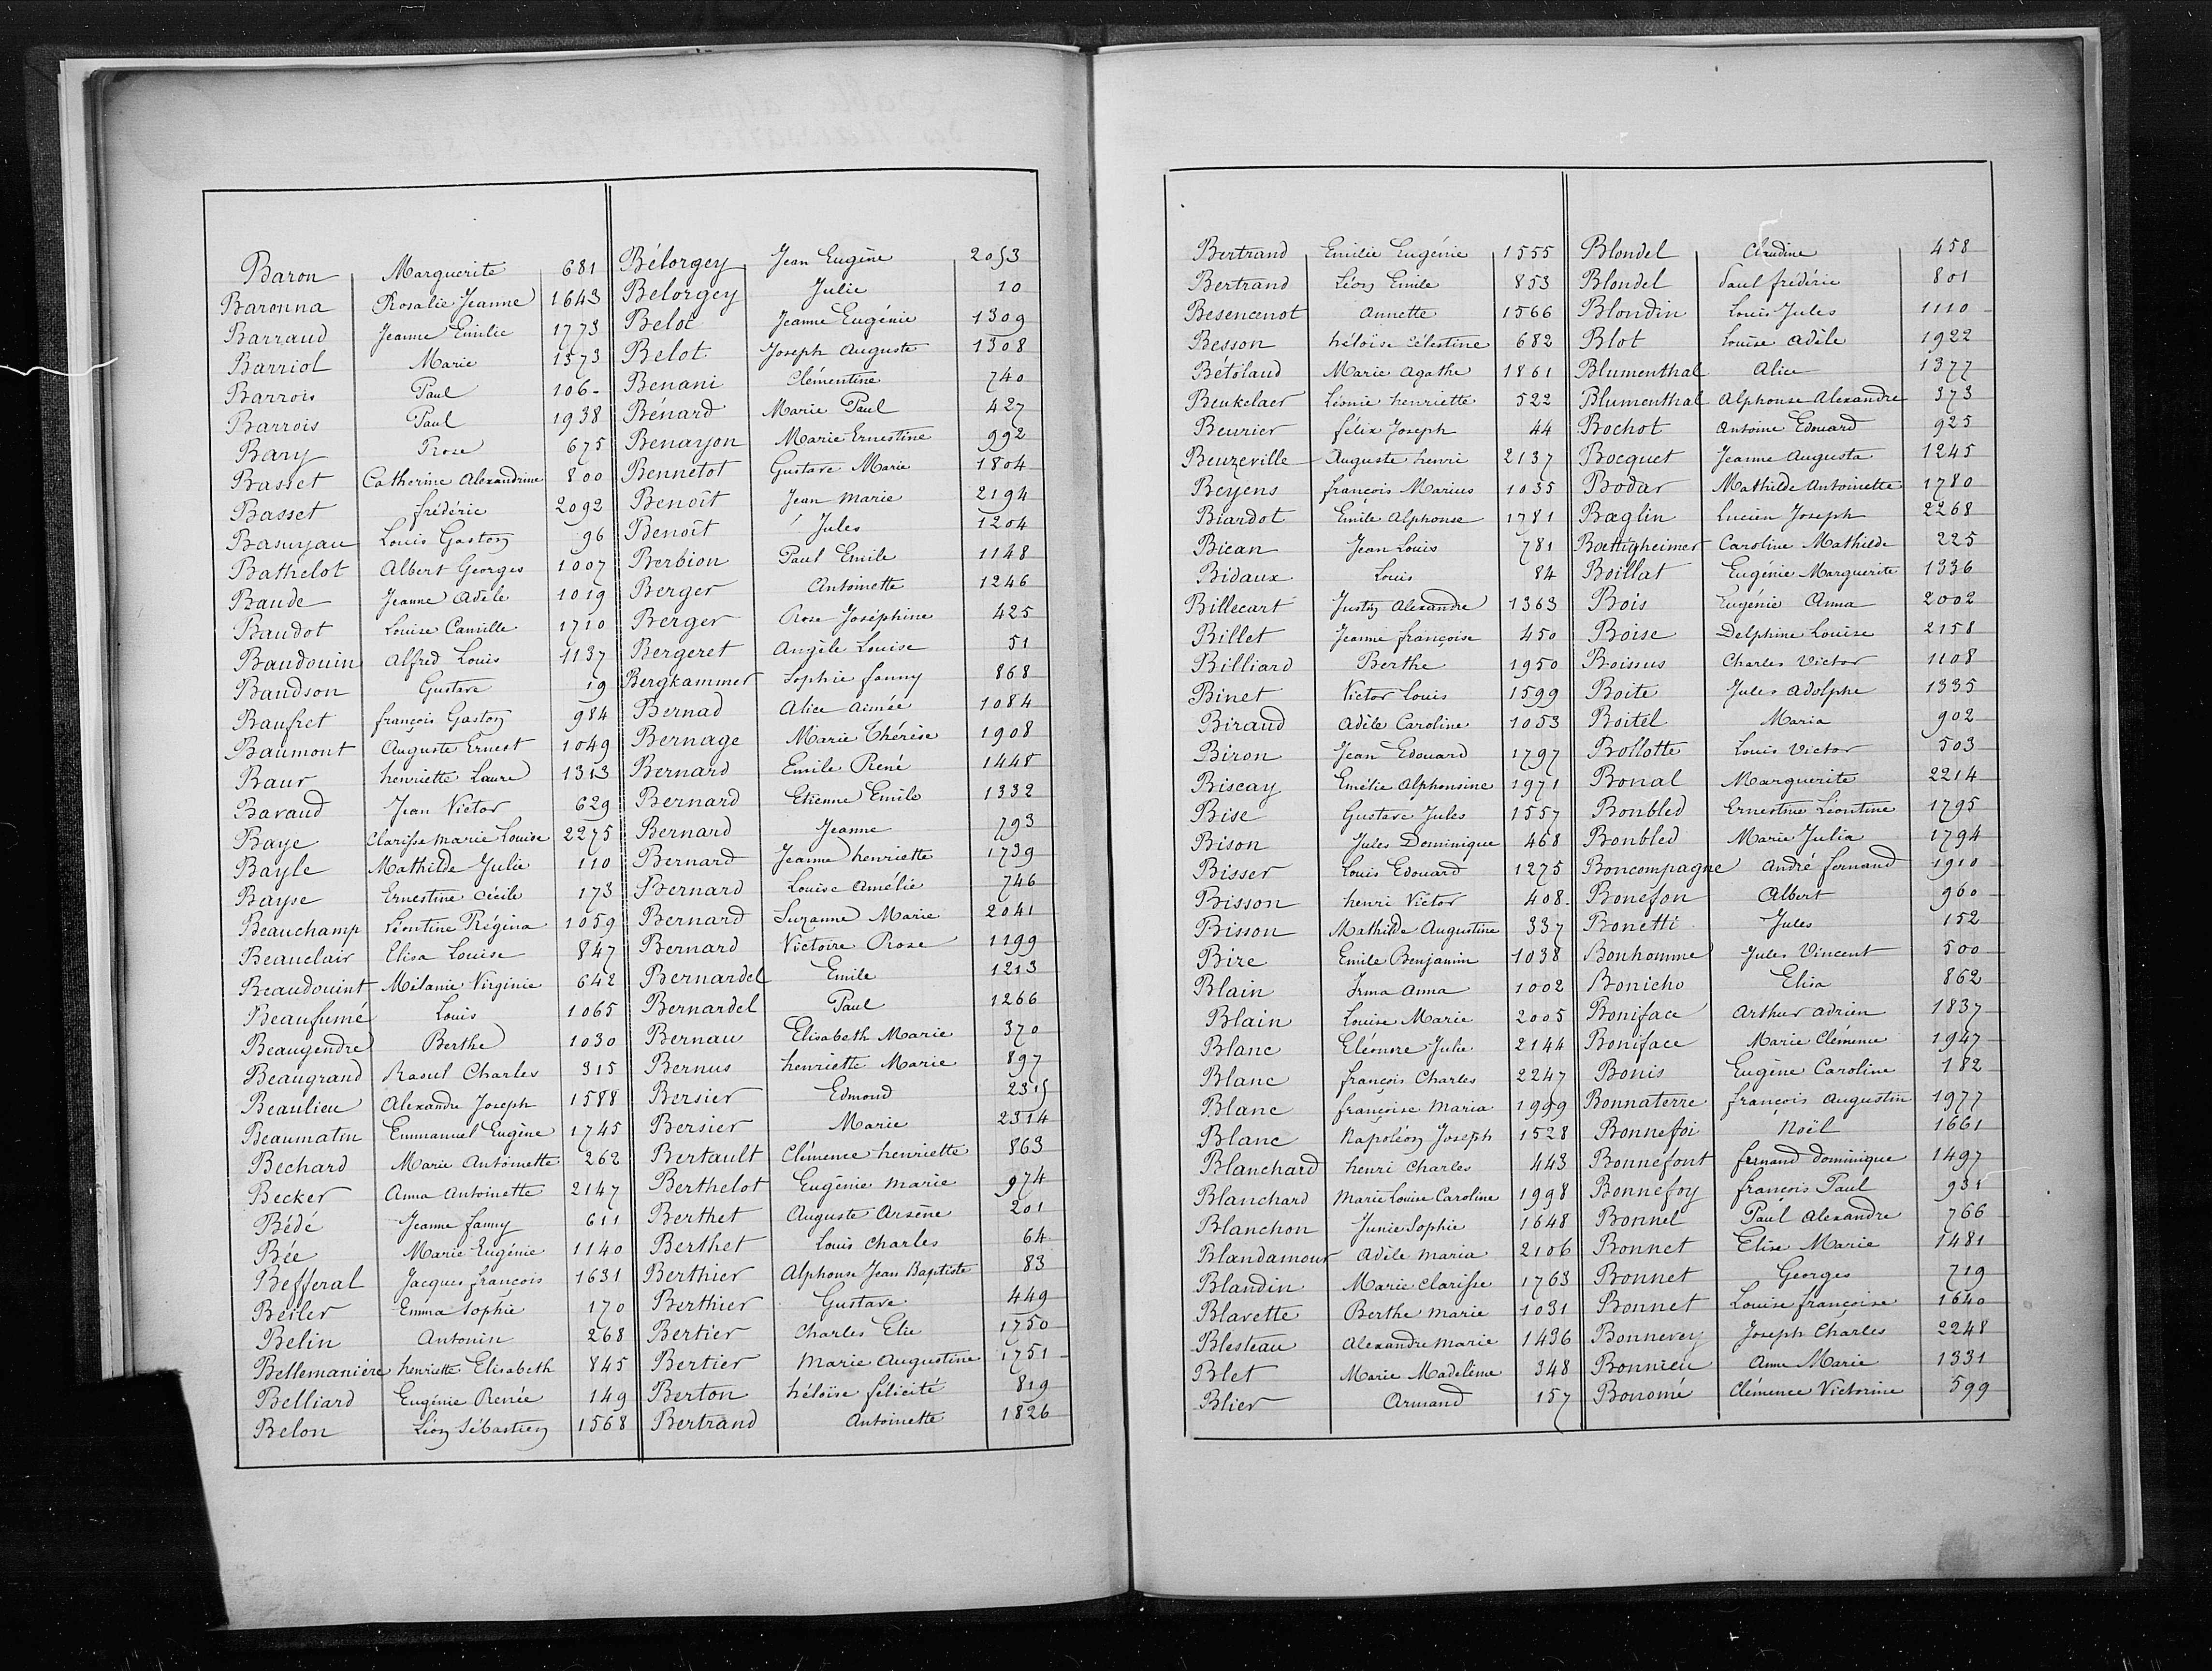 Baron Marguerite 681
Baronna Rosalie Jeanne 1643
Barraud Jeanne Emilie 1773
Barriol Marie 1573
Barrois Paul 106
Barrois Paul 1938
Bary Rose 675
Basset Catherine Alexandrine 800
Basset frédéric 2092
Basuyau Louis Gaston 96
Bathelot Albert Georges 1007
Baude Jeanne Adèle 1019
Baudot Louise Camille 1710
Baudouin Alfred Louis 1137
Baudson Gustave 19
Baufret françois Gaston 984
Baumont Auguste Ernest 1049
Baur henriette Laure 1313
Bavaud Jean Victor 629
Baye Clarisse Marie Louise 2275
Bayle Mathilde Julie 110
Bayse Ernestine Cécile 173
Beauchamp Léontine Régina 1059
Beauclair Elisa Louise 847
Beaudouint Mélanie Virginie 642
Beaufumé Louis 1065
Beaugendre Berthe 1030
Beaugrand Raoul Charles 315
Beaulieu Alexandre Joseph 1588
Beaumatin Emmanuel Eugène 1745
Bechard Marie Antoinette 262
Becker Anna Antoinette 2147
Bédé Jeanne fanny 611
Bée Marie Eugénie 1140
Befferal Jacques françois 1631
Beiler Emma Sophie 170
Belin Antonin 268
Bellemanière henriette Elisabeth 845
Belliard Eugénie Renée 149
Belon Léon Sébastien 1568
Bélorgey Jean Eugène 2053
Belorgey Julie 10
Belot Jeanne Eugénie 1309
Belot Joseph Auguste 1308
Benani Clémentine 740
Bénard Marie Paul 427
Benayon Marie Ernestine 992
Bennetot Gustave Marie 1804
Benoît Jean Marie 2194
Benoît Jules 1204
Berbion Paul Emile 1148
Berger Antoinette 1246
Berger Rose Joséphine 425
Bergeret Angèle Louise 51
Bergkammer Sophie fanny 868
Bernad Alice Aimée 1084
Bernage Marie Thérèse 1908
Bernard Emile René 1448
Bernard Etienne Emile 1332
Bernard Jeanne 793
Bernard Jeanne henriette 1739
Bernard Louise Amélie 746
Bernard Suzanne Marie 2041
Bernard Victoire Rose 1199
Bernardel Emile 1213
Bernardel Paul 1266
Bernau Elisabeth Marie 370
Bernus henriette Marie 897
Bersier Edmond 2315
Bersier Marie 2314
Bertault Clémence henriette 863
Berthelot Eugénie Marie 974
Berthet Auguste Arsène 201
Berthet Louis Charles 64
Berthier Alphonse Jean Baptiste 83
Berthier Gustave 449
Bertier Charles Elie 1750
Bertier Marie Augustine 1751
Berton héloïse félicité 819
Bertrand Antoinette 1826
Bertrand Emilie Eugénie 1555
Bertrand Léon Emile 853
Besencenot Annette 1566
Besson héloïse Célestine 682
Bétolaud Marie Agathe 1861
Beukelaer Léonie henriette 522
Beurier félix Joseph 44
Beuzeville Auguste henri 2137
Beyens françois Marius 1035
Biardot Emile Alphonse 1781
Bican Jean Louis 781
Bidaux Louis 84
Billecart Justin Alexandre 1363
Billet Jeanne françoise 450
Billiard Berthe 1950
Binet Victor Louis 1599
Biraud Adèle Caroline 1053
Biron Jean Edouard 1797
Biscay Emélie Alphonsine 1971
Bise Gustave Jules 1557
Bison Jules Dominique 468
Bisser Louis Edouard 1275
Bisson henri Victor 408
Bisson Mathilde Augustine 337
Bize Emile Benjamin 1038
Blain Irma Anna 1002
Blain Louise Marie 2005
Blanc Eléonore Julie 2144
Blanc françois Charles 2247
Blanc françoise Maria 1999
Blanc Napoléon Joseph 1528
Blanchard henri Charles 443
Blanchard Marie Louise Caroline 1998
Blanchon Junie Sophie 1648
Blandamour Adèle Maria 2106
Blandin Marie Clarisse 1763
Blavette Berthe Marie 1031
Blesteau Alexandre Marie 1436
Blet Marie Madeleine 348
Blier Armand 157
Blondel Claudine 458
Blondel Paul frédéric 801
Blondin Louis Jules 1110
Blot Louise Adèle 1922
Blumenthal Alice 1377
Blumenthal Alphonse Alexandre 373
Bochot Antoine Edouard 925
Bocquet Jeanne Augusta 1245
Bodar Mathilde Antoinette 1780
Bœglin Lucien Joseph 2268
Bœttigheimer Caroline Mathilde 225
Boillat Eugénie Marguerite 1336
Bois Eugénie Anna 2002
Boise Delphine Louise 2158
Boissus Charles Victor 1108
Boite Jules Adolphe 1335
Boitel Maria 902
Bollotte Louis Victor 503
Bonal Marguerite 2214
Bonbled Ernestine Léontine 1795
Bonbled Marie Julia 1794
Boncompagne André fernand 1910
Bonefon Albert 960
Bonetti Jules 152
Bonhomme Jules Vincent 500
Bonicho Elisa 862
Boniface Arthur Adrien 1837
Boniface Marie Clémence 1947
Bonis Eugène Caroline 182
Bonnaterre françois Augustin 1977
Bonnefoi Noël 1661
Bonnefont fernand Dominique 1497
Bonnefoy françois Paul 931
Bonnel Paul Alexandre 766
Bonnet Elise Marie 1481
Bonnet Georges 719
Bonnet Louise françoise 1640
Bonnevey Joseph Charles 2248
Bonnieu Anne Marie 1331
Bonomé Clémence Victorine 599